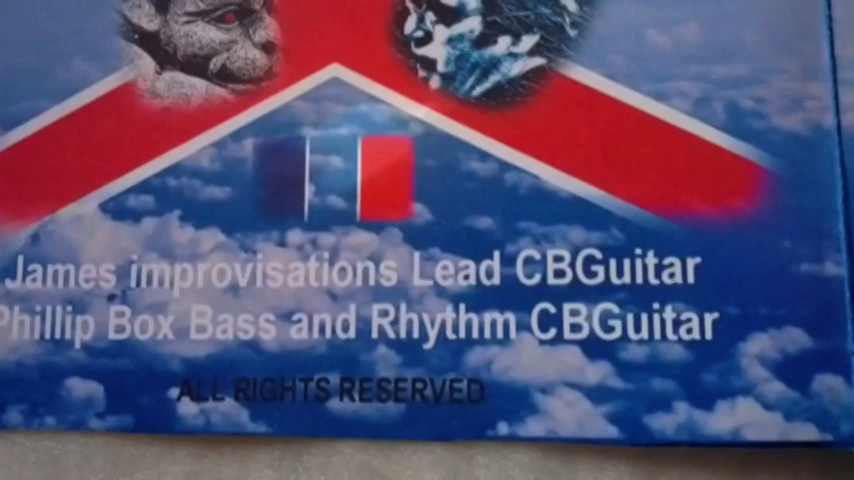 James improvisations Lead CBGuitar
Phillip Box Bass and Rhythm CBGuitar
ALL RIGHTS RESERVED